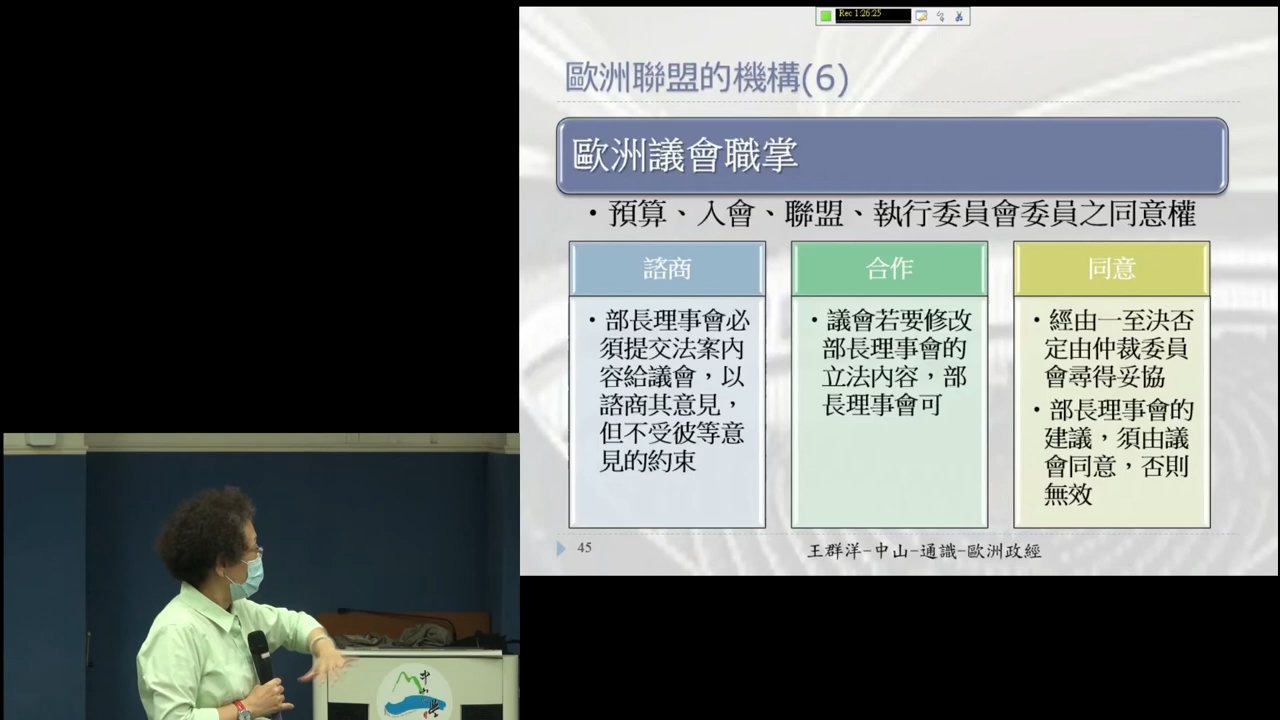 Rec 1:26:25
歐洲聯盟的機構(6)
歐洲議會職掌
・預算、入會、聯盟、執行委員會委員之同意權
諮商
・部長理事會必
須提交法案內
容給議會，以
諮商其意見，
但不受彼等意
見的約束
合作
・議會若要修改
部長理事會的
立法內容，部
長理事會可
同意
・經由一至決否
定由仲裁委員
會尋得妥協
・部長理事會的
建議，須由議
會同意，否則
無效
45
王群洋-中山-通識-歐洲政經
中
山